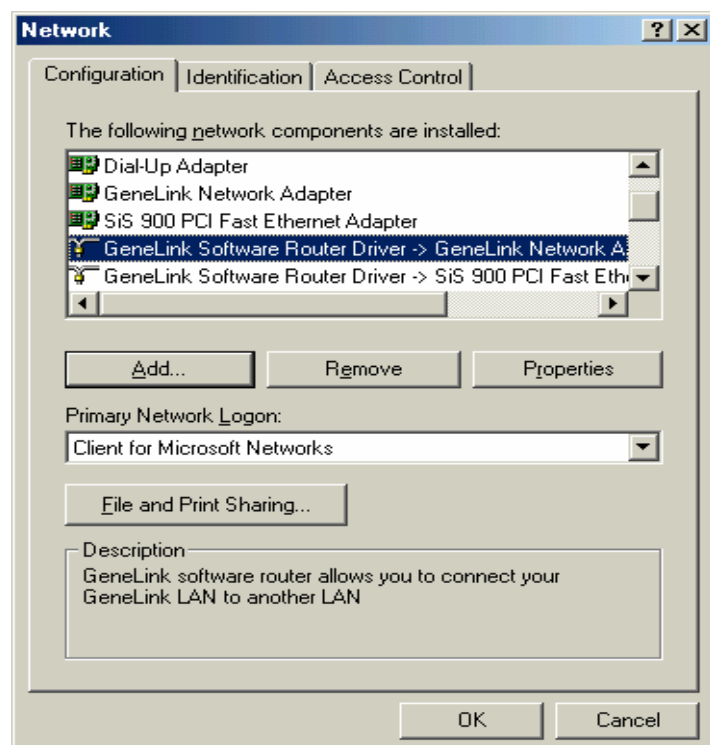 Network
Configuration Identification Access Control
The following network components are installed:
Dial-Up Adapter
GeneLink Network Adapter
SiS 900 PCI Fast Ethernet Adapter
GeneLink Software Router Driver -> GeneLink Network A
GeneLink Software Router Driver -> SiS 900 PCI Fast Eth
Add... Remove Properties
Primary Network Logon:
Client for Microsoft Networks
File and Print Sharing...
Description
GeneLink software router allows you to connect your
GeneLink LAN to another LAN
OK Cancel